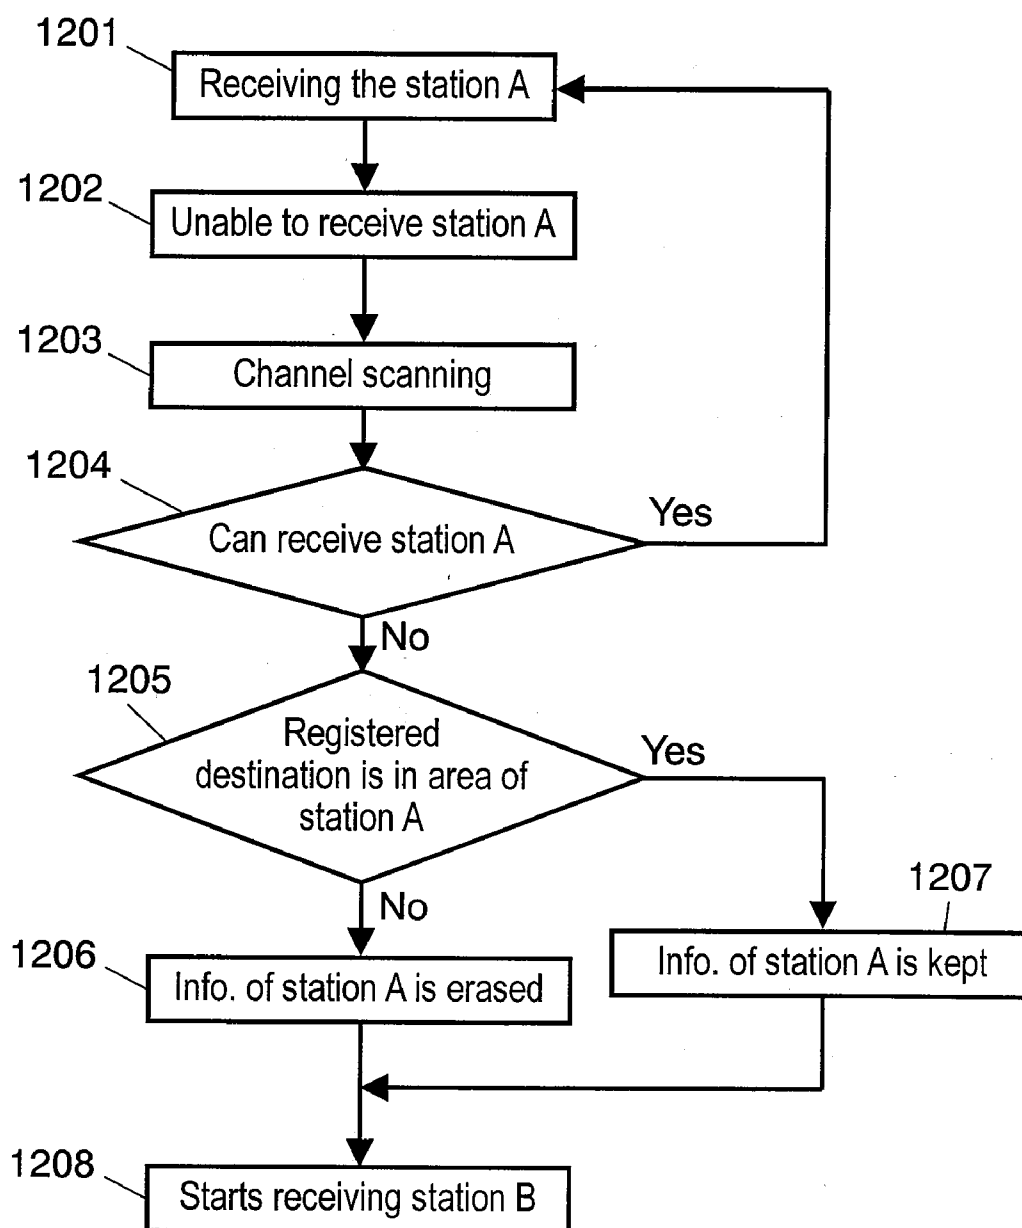 1201
Receiving the station A
1202
Unable to receive station A
1203
Channel scanning
1204
Can receive station A
Yes
No
1205
Registered
destination is in area of
station A
Yes
No
1206
Info. of station A is erased
1207
Info. of station A is kept
1208
Starts receiving station B